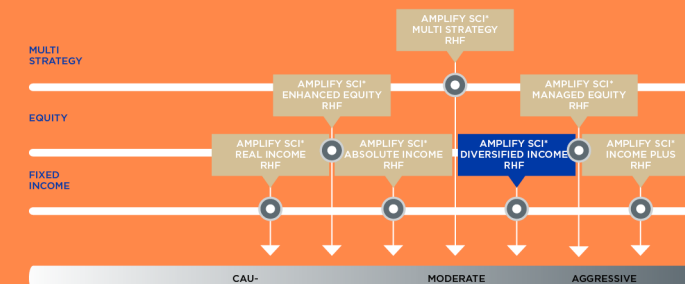 AMPLIFY SCI*
MULTI STRATEGY
RHF
MULTI
STRATEGY
AMPLIFY SCI*
ENHANCED EQUITY
RHF
AMPLIFY SCI*
MANAGED EQUITY
RHF
EQUITY
AMPLIFY SCI*
REAL INCOME
RHF
AMPLIFY SCI*
ABSOLUTE INCOME
RHF
AMPLIFY SCI*
DIVERSIFIED INCOME
RHF
AMPLIFY SCI*
INCOME PLUS
RHF
FIXED
INCOME
CAU-
MODERATE
AGGRESSIVE